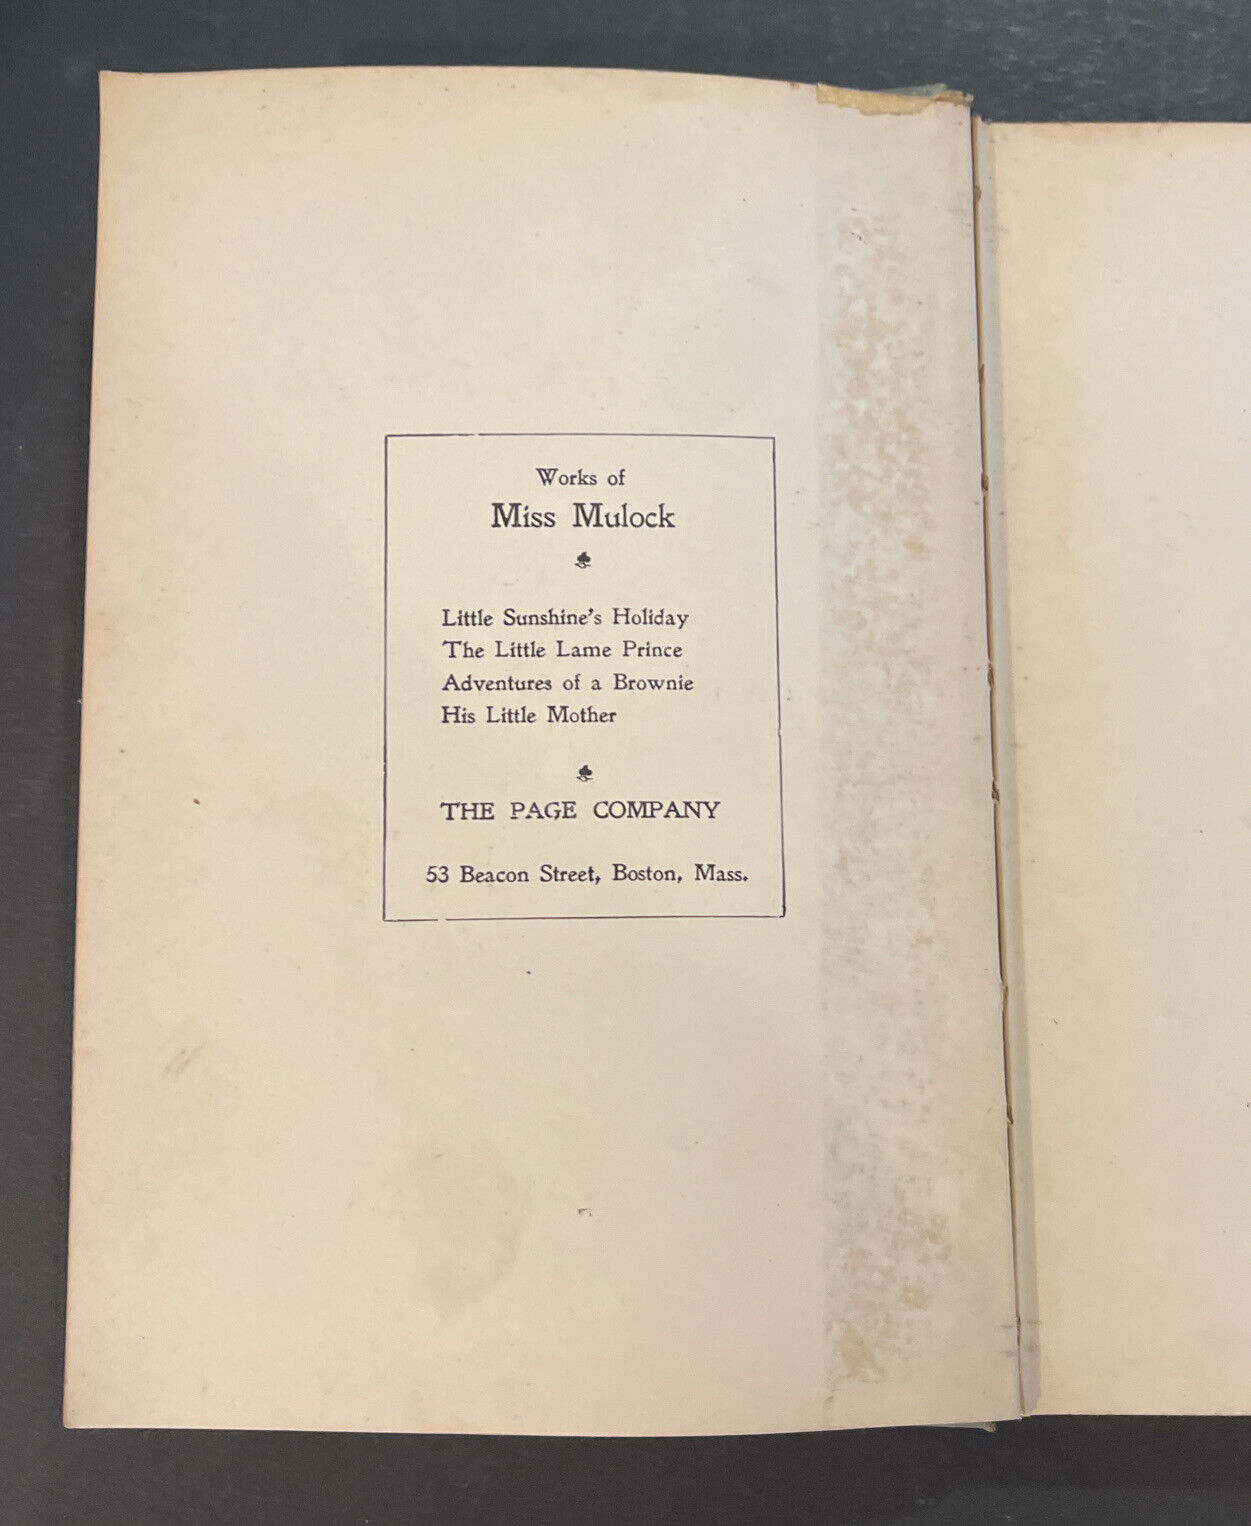 Works of
Miss Mulock
Little Sunshine's Holiday
The Little Lame Prince
Adventures of a Brownie
His Little Mother
THE PAGE COMPANY
53 Beacon Street, Boston, Mass.